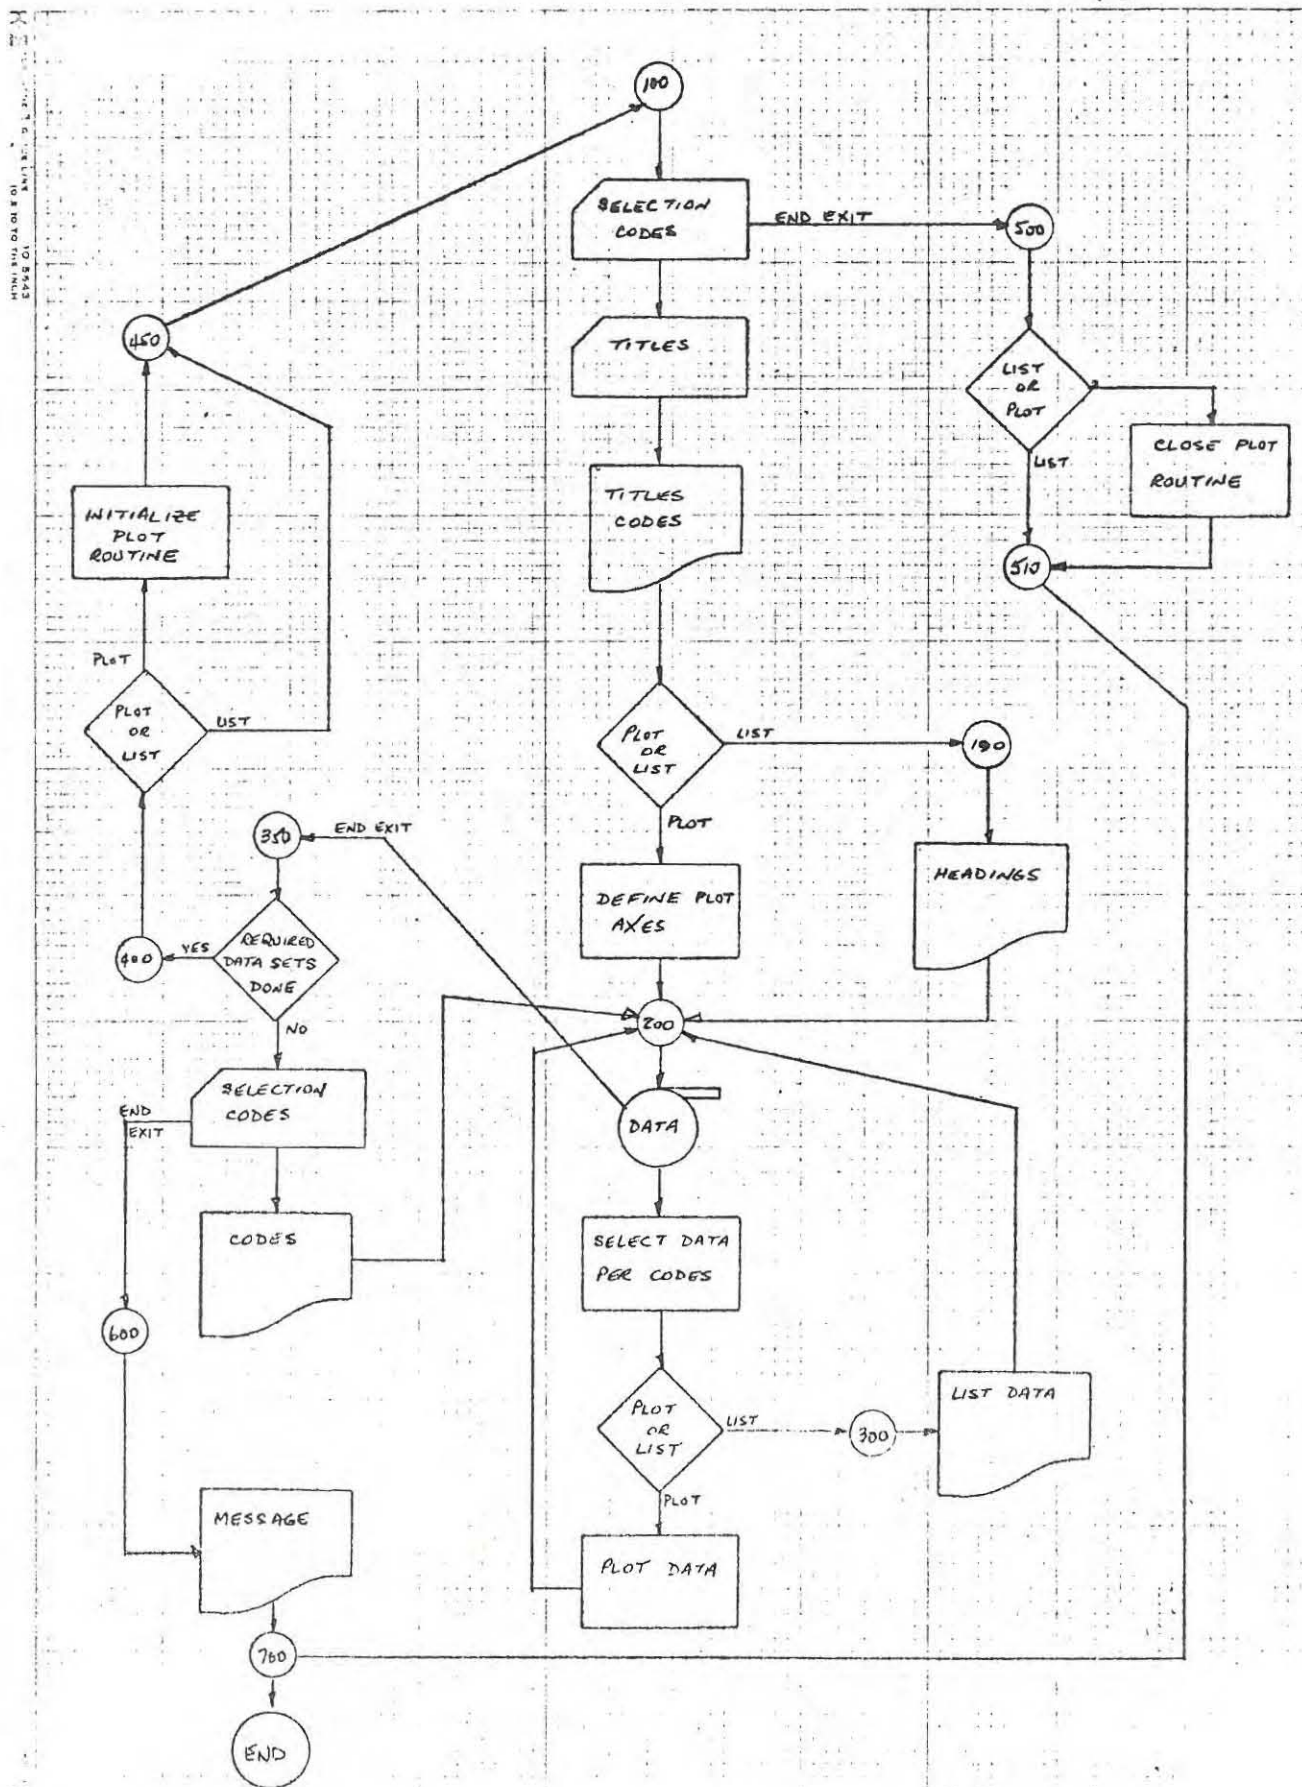 100
SELECTION
CODES
END EXIT
500
TITLES
450
LIST
OR
PLOT
CLOSE PLOT
ROUTINE
LIST
TITLES
CODES
INITIALIZE
PLOT
ROUTINE
510
PLOT
PLOT
OR
LIST
LIST
PLOT
OR
LIST
LIST
190
PLOT
350
END EXIT
HEADINGS
DEFINE PLOT
AXES
400
YES
REQUIRED
DATA SETS
DONE
NO
200
SELECTION
CODES
END
EXIT
DATA
CODES
SELECT DATA
PER CODES
600
PLOT
OR
LIST
LIST
300
LIST DATA
PLOT
MESSAGE
PLOT DATA
700
END